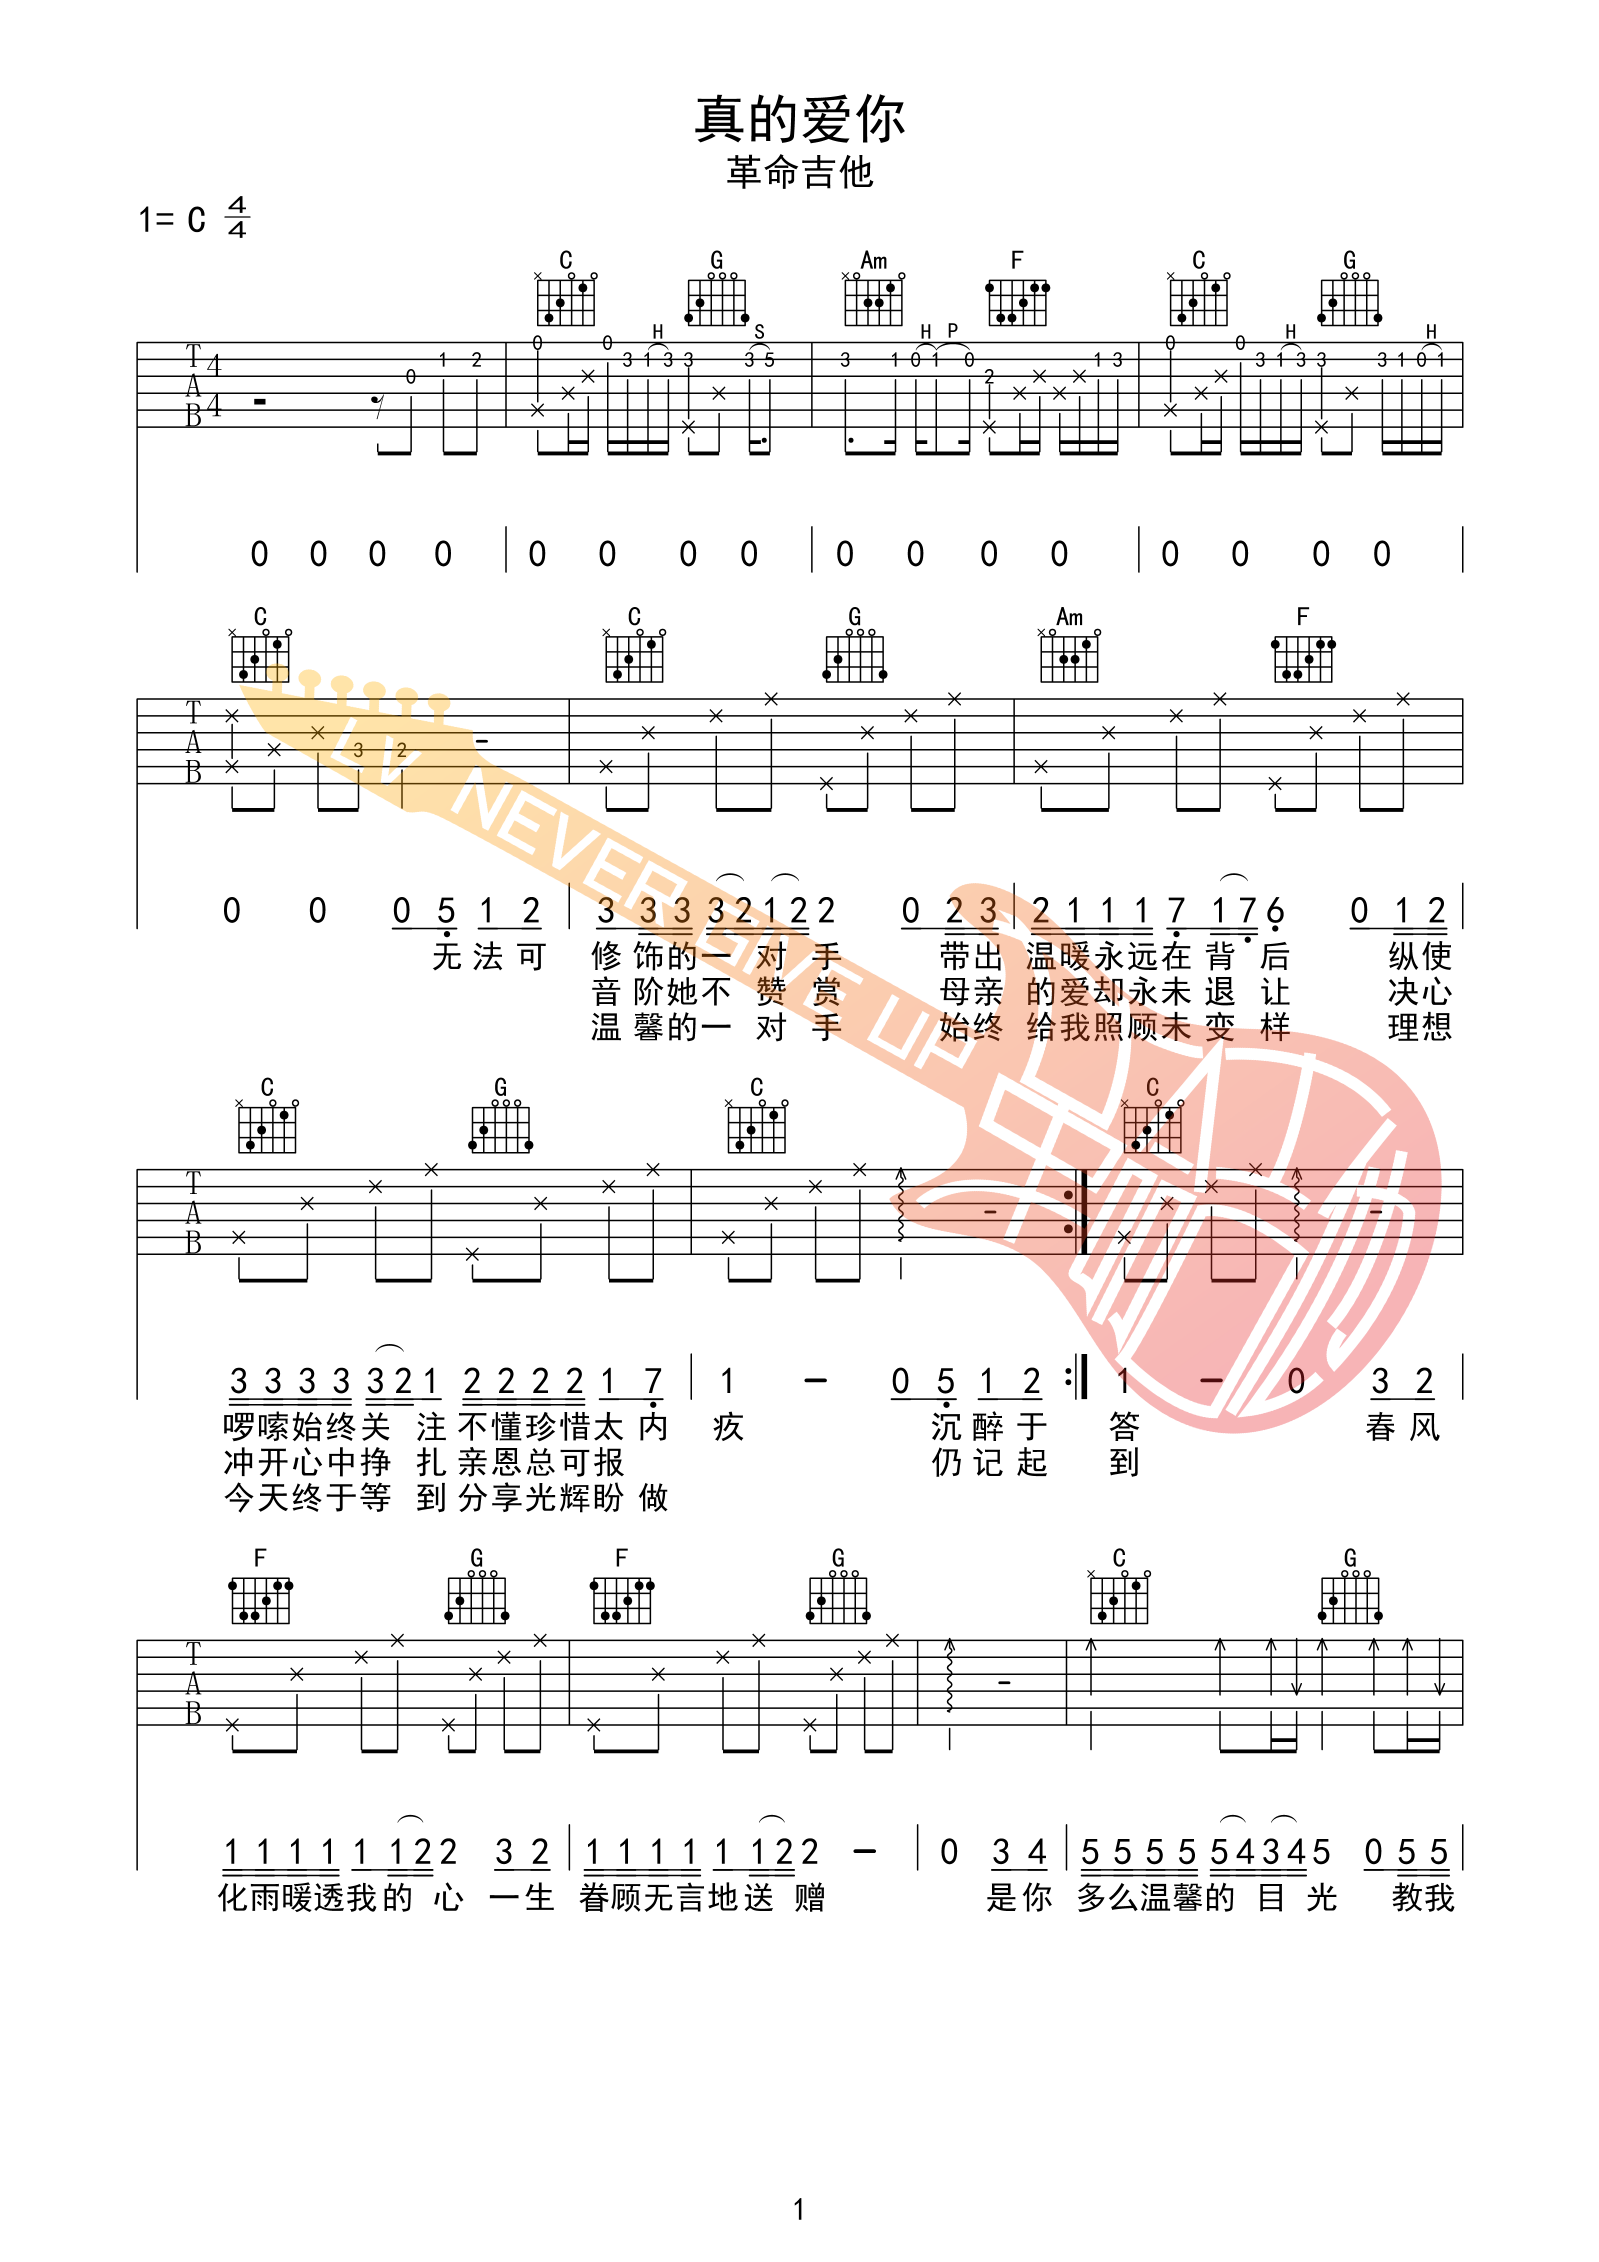 真的爱你
革命吉他
1= C 4/4
C G Am F C G
H S H P H H
T A B 4 4 0 1 2 0 0 3 1 3 3 3 5 3 1 0 1 0 2 1 3 0 0 3 1 3 3 3 1 0 1
0 0 0 0 0 0 0 0 0 0 0 0 0 0 0 0
C C G Am F
T A B 3 2
LV NEVER GIVE UP
0 0 0 5 1 2 3 3 3 3 2 1 2 2 0 2 3 2 1 1 1 7 1 7 6 0 1 2
无法可 修饰的一对手 带出温暖永远在背后 纵使
音阶她不赞赏 母亲的爱却永未退让 决心
温馨的一对手 始终给我照顾未变样 理想
C G C C
T A B
3 3 3 3 3 2 1 2 2 2 2 1 7 1 – 0 5 1 2 1 – 0 3 2
啰嗦始终关注不懂珍惜太内疚 沉醉于答 春风
冲开心中挣扎亲恩总可报 仍记起到
今天终于等到分享光辉盼做
F G F G C G
T A B
1 1 1 1 1 1 2 2 3 2 1 1 1 1 1 1 2 2 – 0 3 4 5 5 5 5 5 4 3 4 5 0 5 5
化雨暖透我的心一生眷顾无言地送赠 是你多么温馨的目光 教我
1